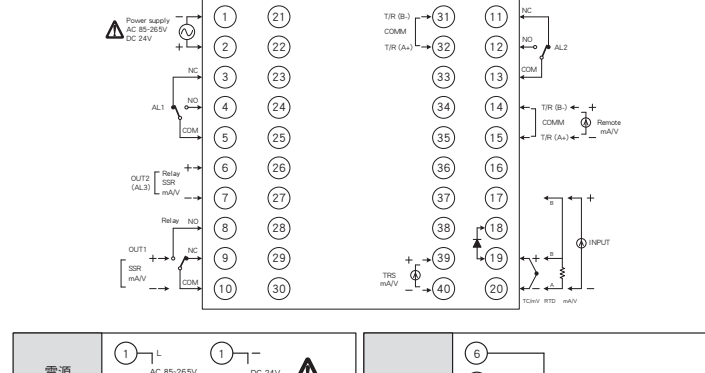 Power supply
AC 85-265V
DC 24V
−
+
1
21
2
22
NC
3
23
AL1
NO
4
24
COM
5
25
OUT2
(AL3)
Relay
SSR
mA/V
+
6
26
−
7
27
Relay
NO
8
28
OUT1
NC
+
9
29
SSR
mA/V
COM
−
10
30
T/R (B-)
31
11
NC
COMM
T/R (A+)
32
12
NO
AL2
33
13
COM
34
14
T/R (B-)
+
COMM
Remote
mA/V
35
15
T/R (A+)
−
36
16
37
17
B
+
38
18
INPUT
TRS
mA/V
+
39
19
+
B
−
40
20
−
A
−
TC/mV
RTD
mA/V
電源
1
L
AC 85-265V
1
−
DC 24V
6